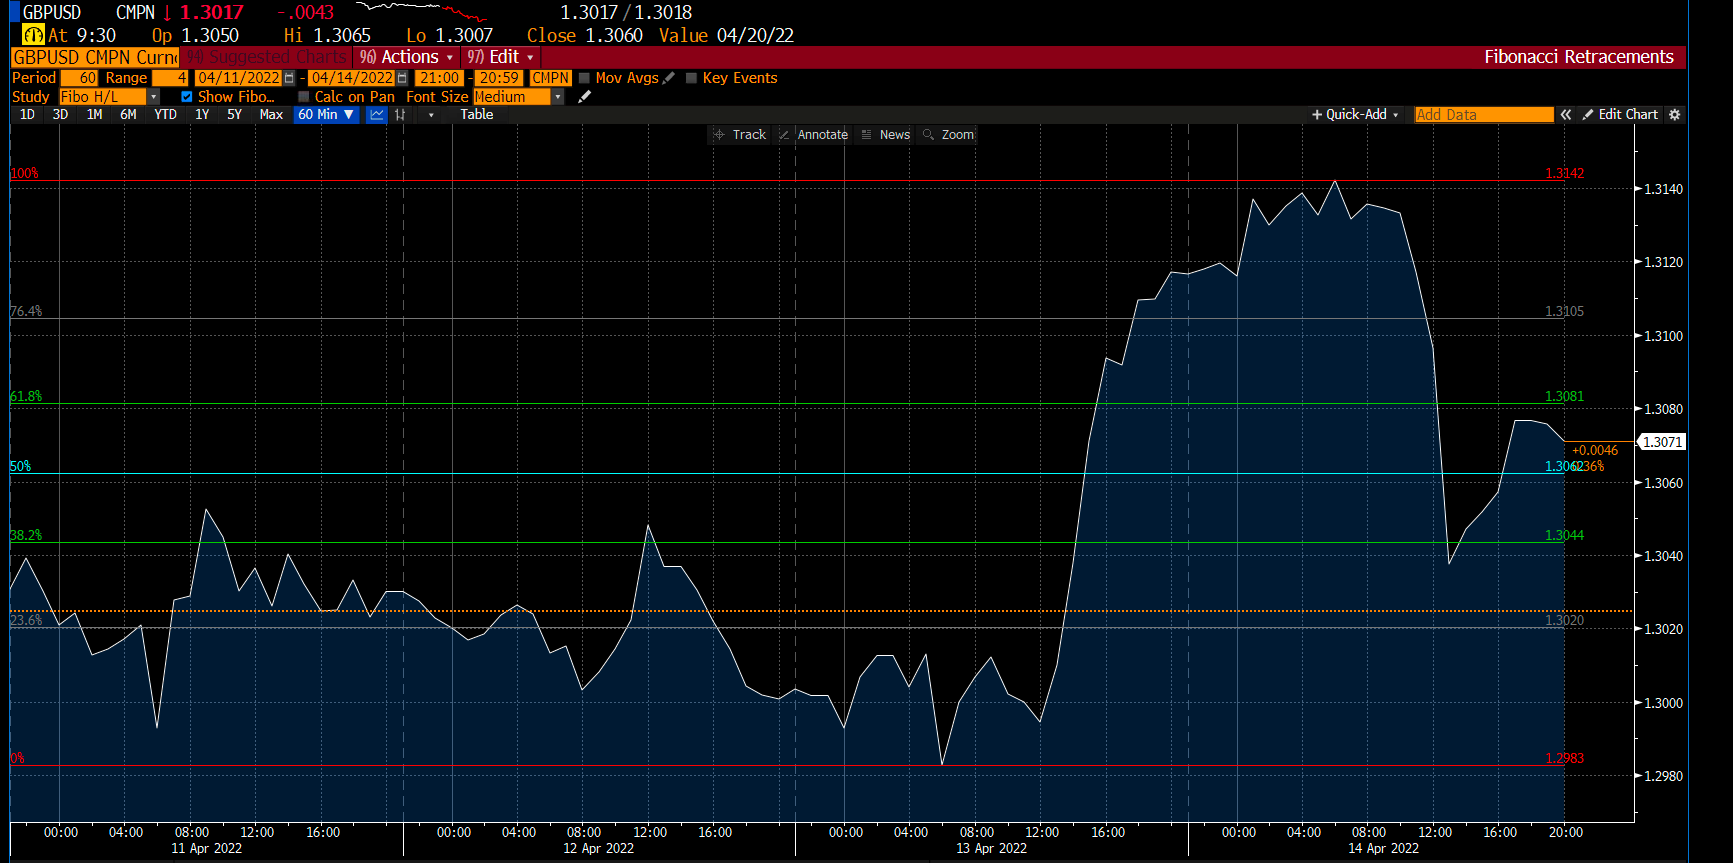 GBPUSD CMPN ↓ 1.3017 -.0043 1.3017 / 1.3018
At 9:30 Op 1.3050 Hi 1.3065 Lo 1.3007 Close 1.3060 Value 04/20/22
GBPUSD CMPN Curnc 94) Suggested Charts 96) Actions 97) Edit Fibonacci Retracements
Period 60 Range 4 04/11/2022 - 04/14/2022 21:00 - 20:59 CMPN Mov Avgs Key Events
Study Fibo H/L Show Fibo... Calc on Pan Font Size Medium
1D 3D 1M 6M YTD 1Y 5Y Max 60 Min ▼ Table + Quick-Add Add Data « Edit Chart
Track Annotate News Zoom
100% 1.3142
1.3140
1.3120
76.4% 1.3105
1.3100
61.8% 1.3081
1.3080
1.3071
+0.0046
50% 1.3062 0.36%
1.3060
38.2% 1.3044
1.3040
23.6% 1.3020
1.3020
1.3000
0% 1.2983
1.2980
00:00 04:00 08:00 12:00 16:00 00:00 04:00 08:00 12:00 16:00 00:00 04:00 08:00 12:00 16:00 00:00 04:00 08:00 12:00 16:00 20:00
11 Apr 2022 12 Apr 2022 13 Apr 2022 14 Apr 2022